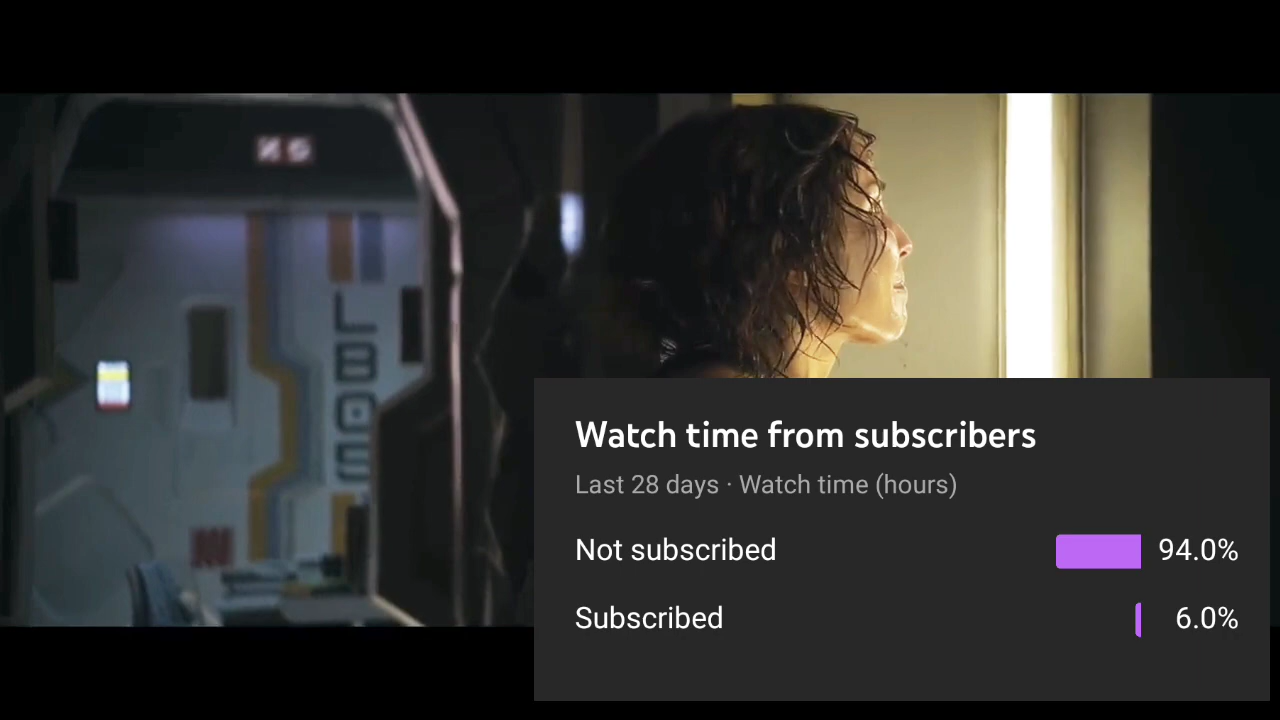 Watch time from subscribers
Last 28 days · Watch time (hours)
Not subscribed 94.0%
Subscribed 6.0%